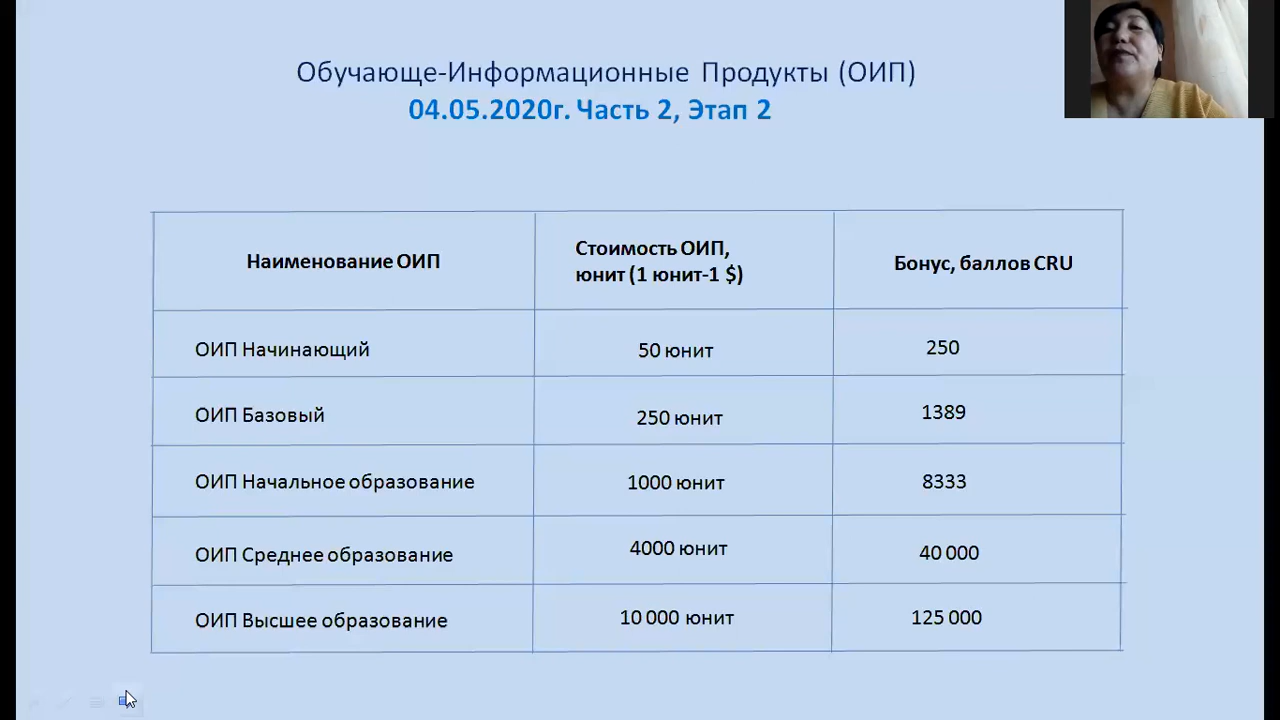 Обучающе-Информационные Продукты (ОИП)
04.05.2020г. Часть 2, Этап 2
Наименование ОИП
Стоимость ОИП,
юнит (1 юнит-1 $)
Бонус, баллов CRU
ОИП Начинающий
50 юнит
250
ОИП Базовый
250 юнит
1389
ОИП Начальное образование
1000 юнит
8333
ОИП Среднее образование
4000 юнит
40 000
ОИП Высшее образование
10 000 юнит
125 000